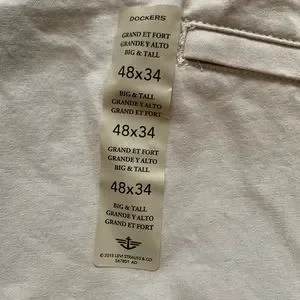 DOCKERS
GRAND ET FORT
GRANDE Y ALTO
BIG & TALL
48x34
BIG & TALL
GRANDE Y ALTO
GRAND ET FORT
48x34
GRAND ET FORT
GRANDE Y ALTO
BIG & TALL
48x34
BIG & TALL
GRANDE Y ALTO
GRAND ET FORT
© 2015 LEVI STRAUSS & CO.